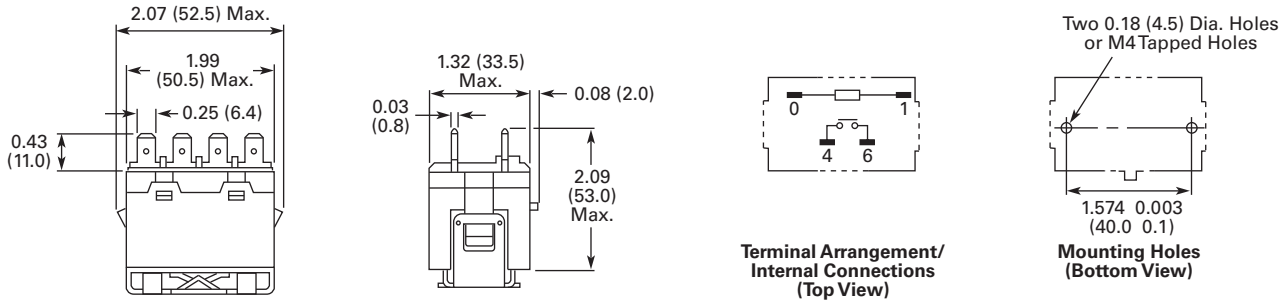 2.07 (52.5) Max.
1.99
(50.5) Max.
0.25 (6.4)
0.43
(11.0)
1.32 (33.5)
Max.
0.08 (2.0)
0.03
(0.8)
2.09
(53.0)
Max.
0
1
4
6
Terminal Arrangement/
Internal Connections
(Top View)
Two 0.18 (4.5) Dia. Holes
or M4 Tapped Holes
1.574 0.003
(40.0 0.1)
Mounting Holes
(Bottom View)